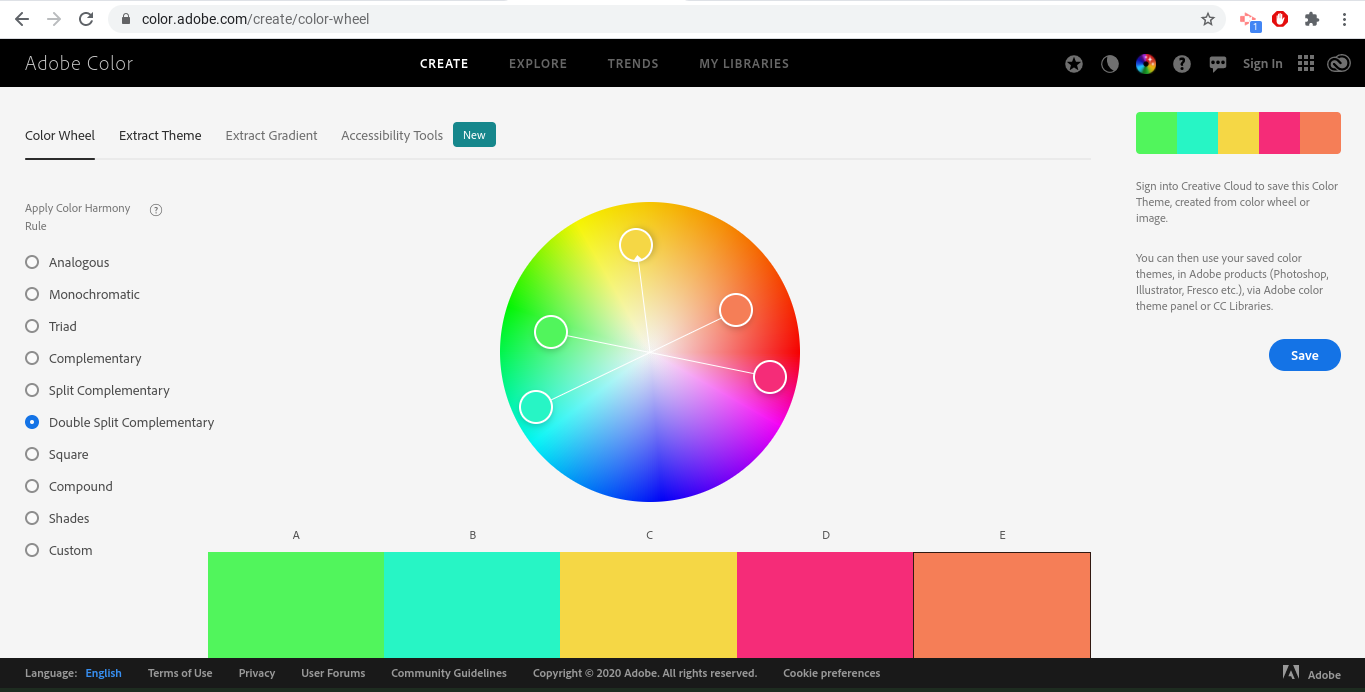 color.adobe.com/create/color-wheel
1
Adobe Color
CREATE
EXPLORE
TRENDS
MY LIBRARIES
?
Sign In
Color Wheel
Extract Theme
Extract Gradient
Accessibility Tools
New
Apply Color Harmony
Rule
?
Analogous
Monochromatic
Triad
Complementary
Split Complementary
Double Split Complementary
Square
Compound
Shades
Custom
A
B
C
D
E
Sign into Creative Cloud to save this Color
Theme, created from color wheel or
image.
You can then use your saved color
themes, in Adobe products (Photoshop,
Illustrator, Fresco etc.), via Adobe color
theme panel or CC Libraries.
Save
Language: English
Terms of Use
Privacy
User Forums
Community Guidelines
Copyright © 2020 Adobe. All rights reserved.
Cookie preferences
Adobe